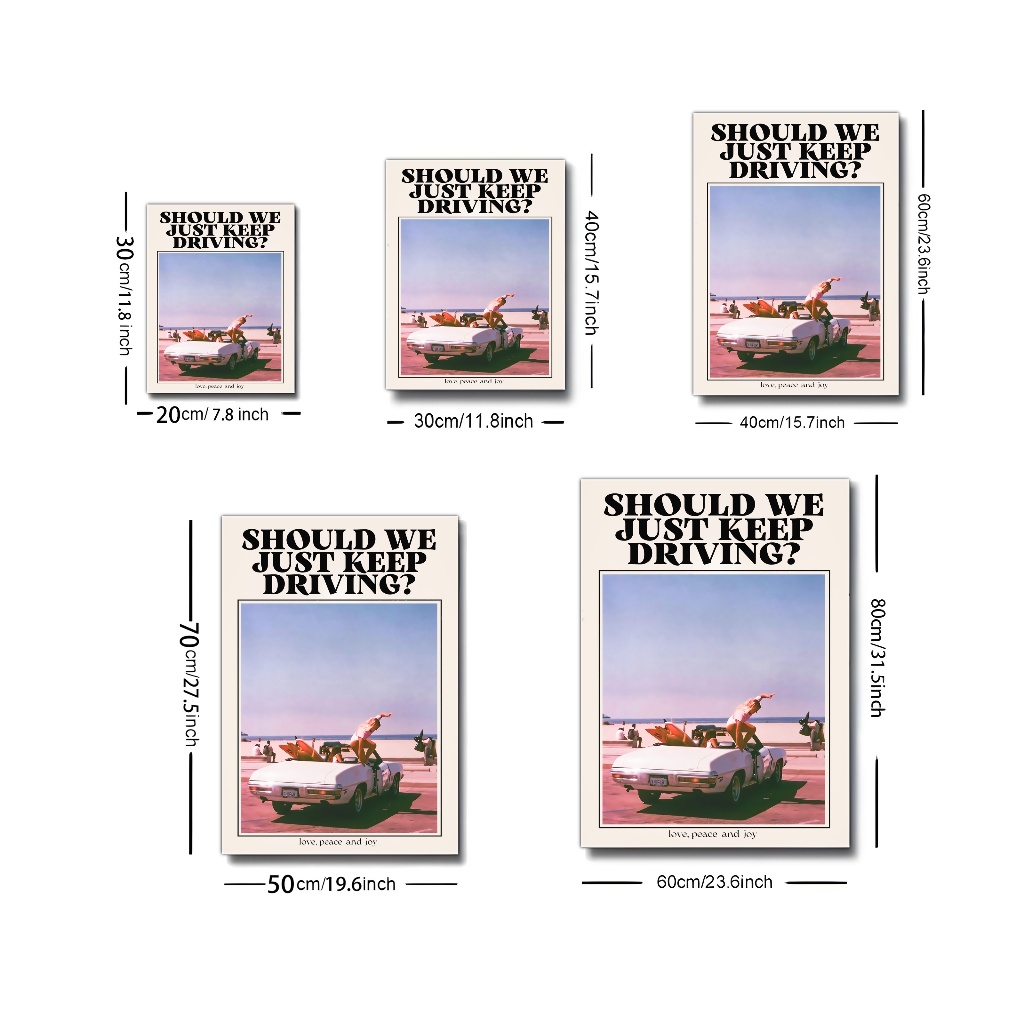 SHOULD WE
JUST KEEP
DRIVING?
love, peace and joy
30cm/11.8 inch
20cm/ 7.8 inch
SHOULD WE
JUST KEEP
DRIVING?
love, peace and joy
40cm/15.7inch
30cm/11.8inch
SHOULD WE
JUST KEEP
DRIVING?
love, peace and joy
60cm/23.6inch
40cm/15.7inch
SHOULD WE
JUST KEEP
DRIVING?
love, peace and joy
70cm/27.5inch
50cm/19.6inch
SHOULD WE
JUST KEEP
DRIVING?
love, peace and joy
80cm/31.5inch
60cm/23.6inch